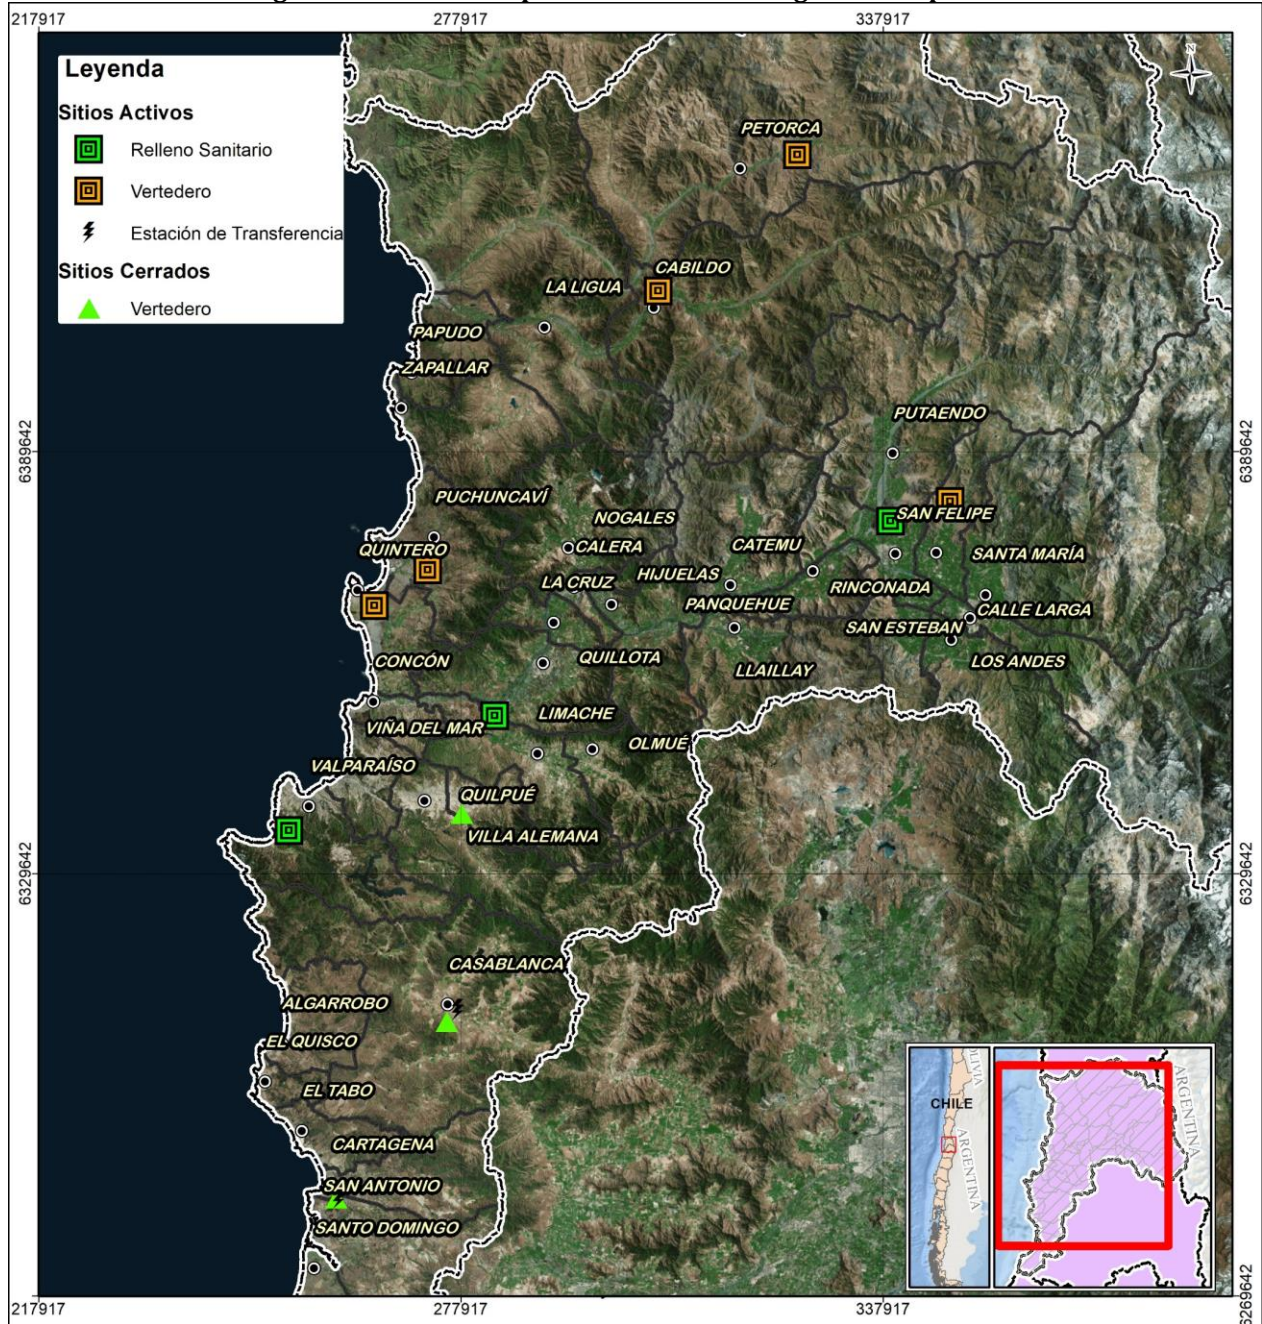 217917 277917 337917
Leyenda
Sitios Activos
Relleno Sanitario
Vertedero
Estación de Transferencia
Sitios Cerrados
Vertedero
N
PETORCA
CABILDO
LA LIGUA
PAPUDO
ZAPALLAR
PUTAENDO
6389642 6389642
PUCHUNCAVÍ
NOGALES
SAN FELIPE
QUINTERO
CALERA
CATEMU
SANTA MARÍA
LA CRUZ
HIJUELAS
RINCONADA
PANQUEHUE
CALLE LARGA
SAN ESTEBAN
CONCÓN
QUILLOTA
LLAILLAY
LOS ANDES
VIÑA DEL MAR
LIMACHE
OLMUÉ
VALPARAÍSO
QUILPUÉ
VILLA ALEMANA
6329642 6329642
CASABLANCA
ALGARROBO
EL QUISCO
EL TABO
CARTAGENA
SAN ANTONIO
SANTO DOMINGO
CHILE
ARGENTINA
ARGENTINA
6269642
217917 277917 337917